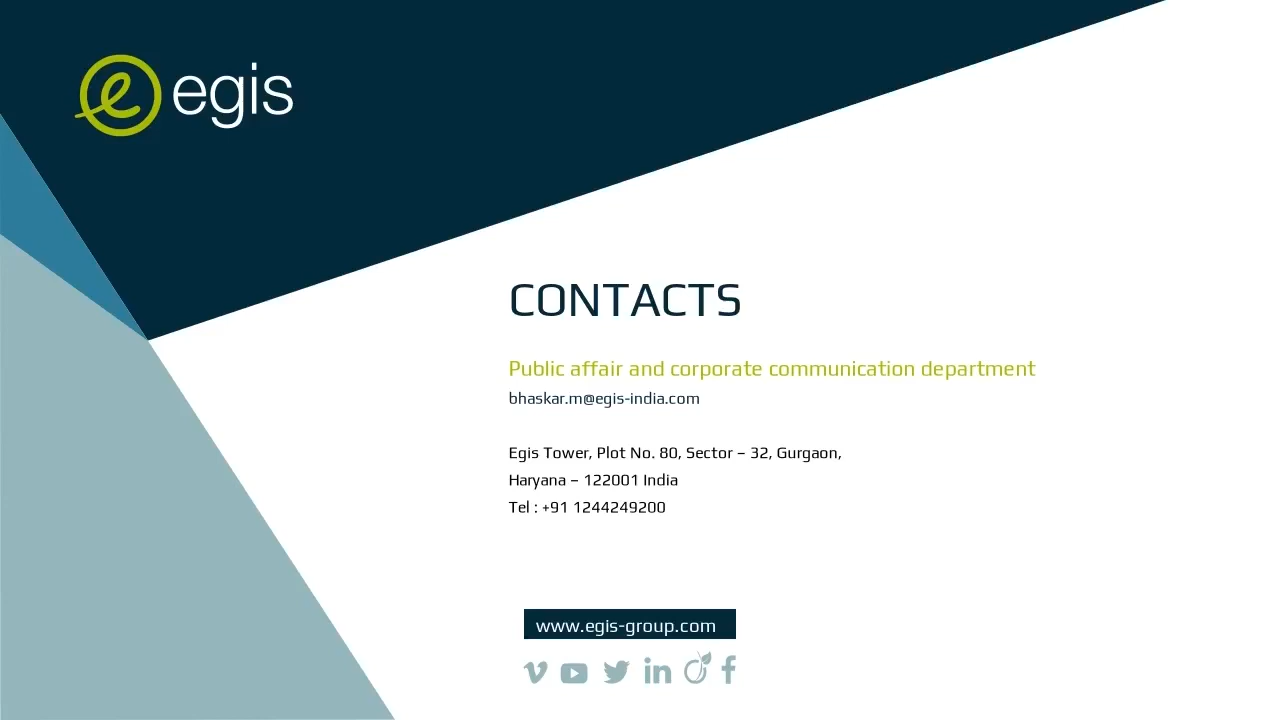 egis
CONTACTS
Public affair and corporate communication department
bhaskar.m@egis-india.com
Egis Tower, Plot No. 80, Sector – 32, Gurgaon,
Haryana – 122001 India
Tel : +91 1244249200
www.egis-group.com